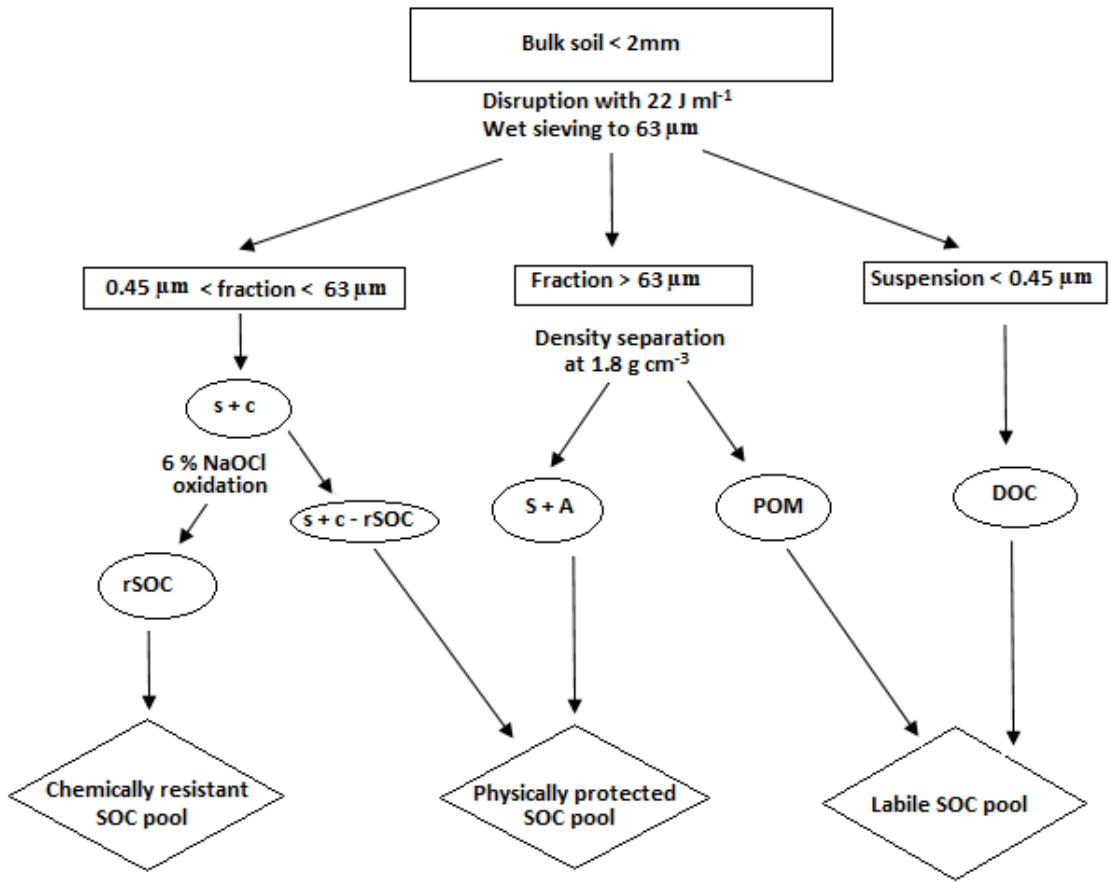 Bulk soil < 2mm
Disruption with 22 J ml⁻¹
Wet sieving to 63 µm
0.45 µm < fraction < 63 µm
Fraction > 63 µm
Suspension < 0.45 µm
Density separation
at 1.8 g cm⁻³
s + c
6 % NaOCl
oxidation
s + c - rSOC
S + A
POM
DOC
rSOC
Chemically resistant
SOC pool
Physically protected
SOC pool
Labile SOC pool